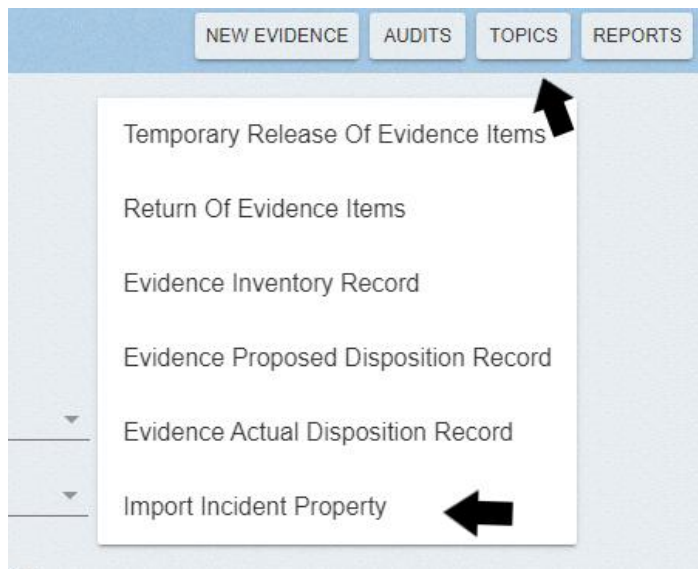 NEW EVIDENCE AUDITS TOPICS REPORTS
Temporary Release Of Evidence Items
Return Of Evidence Items
Evidence Inventory Record
Evidence Proposed Disposition Record
Evidence Actual Disposition Record
Import Incident Property